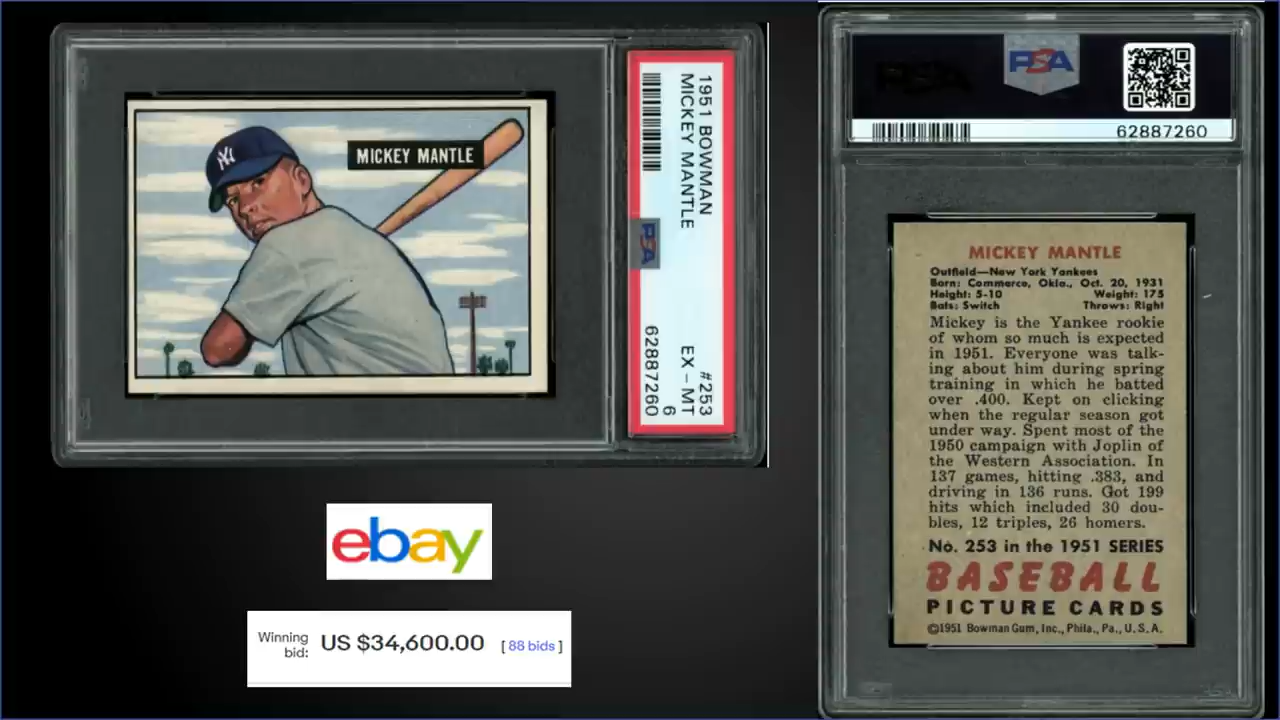 NY
MICKEY MANTLE
1951 BOWMAN
MICKEY MANTLE
#253
EX - MT
6
62887260
PSA
ebay
Winning
bid:
US $34,600.00
[ 88 bids ]
PSA
PSA
62887260
MICKEY MANTLE
Outfield—New York Yankees
Born: Commerce, Okla., Oct. 20, 1931
Height: 5-10 Weight: 175
Bats: Switch Throws: Right
Mickey is the Yankee rookie
of whom so much is expected
in 1951. Everyone was talk-
ing about him during spring
training in which he batted
over .400. Kept on clicking
when the regular season got
under way. Spent most of the
1950 campaign with Joplin of
the Western Association. In
137 games, hitting .383, and
driving in 136 runs. Got 199
hits which included 30 dou-
bles, 12 triples, 26 homers.
No. 253 in the 1951 SERIES
BASEBALL
PICTURE CARDS
©1951 Bowman Gum, Inc., Phila., Pa., U. S. A.